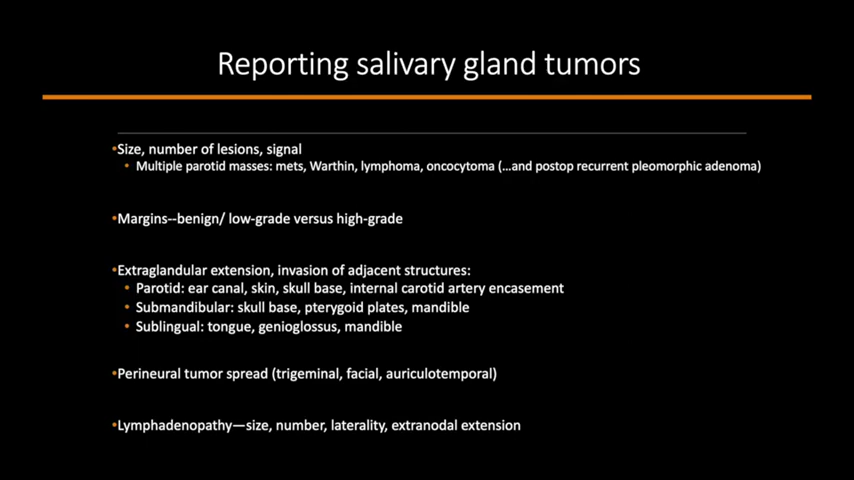 Reporting salivary gland tumors
•Size, number of lesions, signal
• Multiple parotid masses: mets, Warthin, lymphoma, oncocytoma (...and postop recurrent pleomorphic adenoma)
•Margins--benign/ low-grade versus high-grade
•Extraglandular extension, invasion of adjacent structures:
• Parotid: ear canal, skin, skull base, internal carotid artery encasement
• Submandibular: skull base, pterygoid plates, mandible
• Sublingual: tongue, genioglossus, mandible
•Perineural tumor spread (trigeminal, facial, auriculotemporal)
•Lymphadenopathy—size, number, laterality, extranodal extension